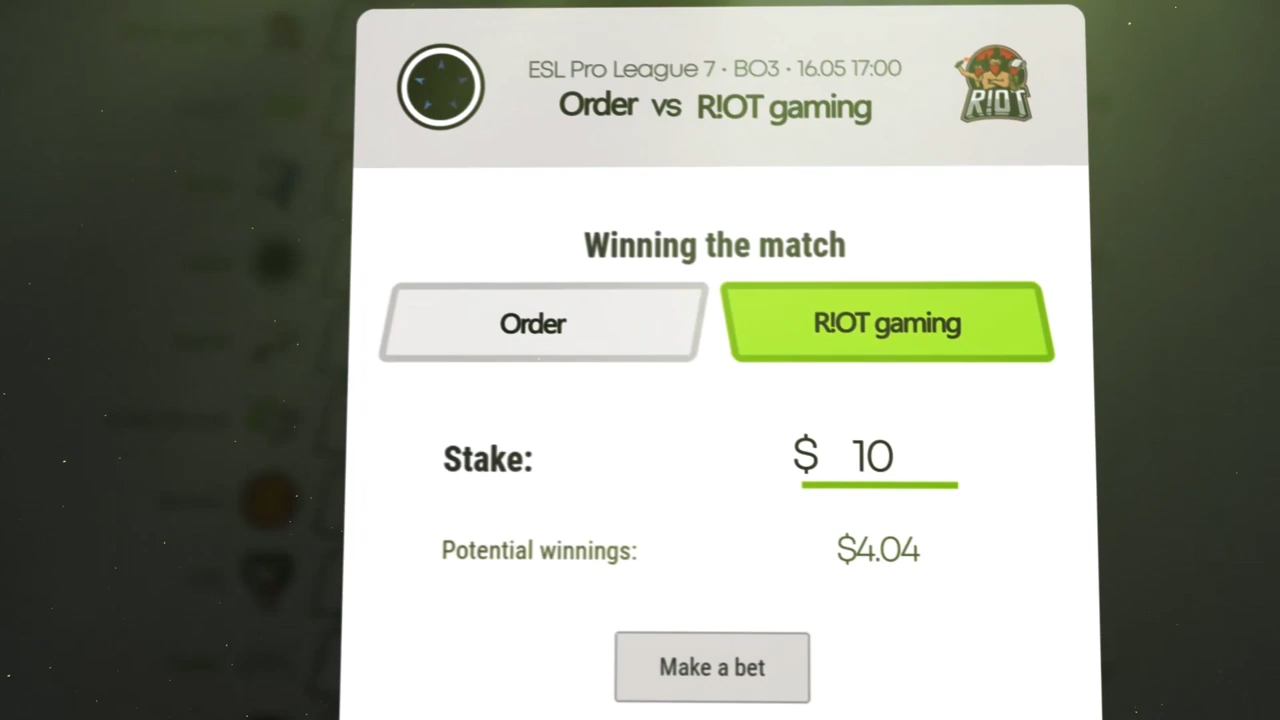 ESL Pro League 7 · BO3 · 16.05 17:00
Order vs R!OT gaming
R!OT
Winning the match
Order
R!OT gaming
Stake: $ 10
Potential winnings: $4.04
Make a bet